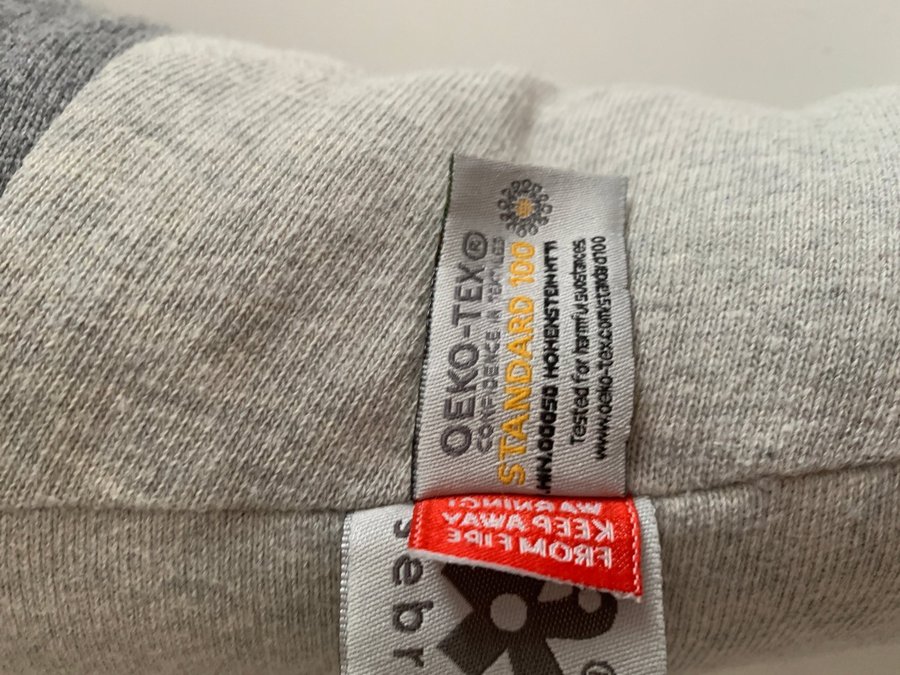 OEKO-TEX®
CONFIDENCE IN TEXTILES
STANDARD 100
HOHENSTEIN HTTI
Tested for harmful substances.
www.oeko-tex.com/standard100
WARNING!
KEEP AWAY
FROM FIRE
sebr
®